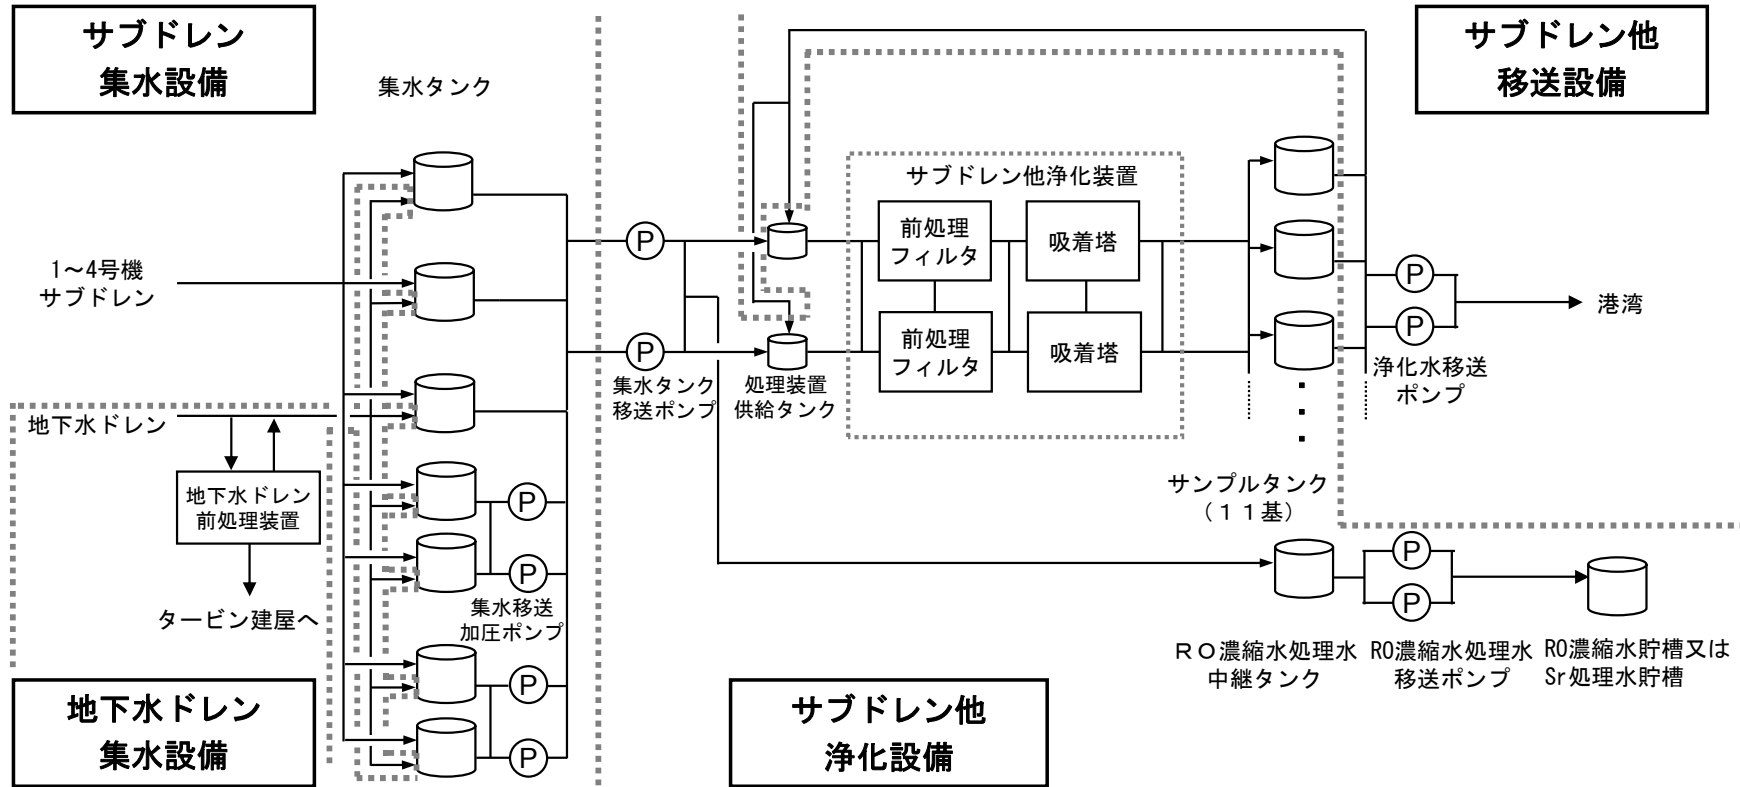 サブドレン
集水設備
集水タンク
サブドレン他
移送設備
サブドレン他浄化装置
前処理
フィルタ
吸着塔
P
1～4号機
サブドレン
P
港湾
P
前処理
フィルタ
吸着塔
P
集水タンク
移送ポンプ
処理装置
供給タンク
浄化水移送
ポンプ
地下水ドレン
地下水ドレン
前処理装置
P
サンプルタンク
（１１基）
P
P
P
タービン建屋へ
集水移送
加圧ポンプ
ＲＯ濃縮水処理水
中継タンク
RO濃縮水処理水
移送ポンプ
RO濃縮水貯槽又は
Sr処理水貯槽
P
P
地下水ドレン
集水設備
サブドレン他
浄化設備